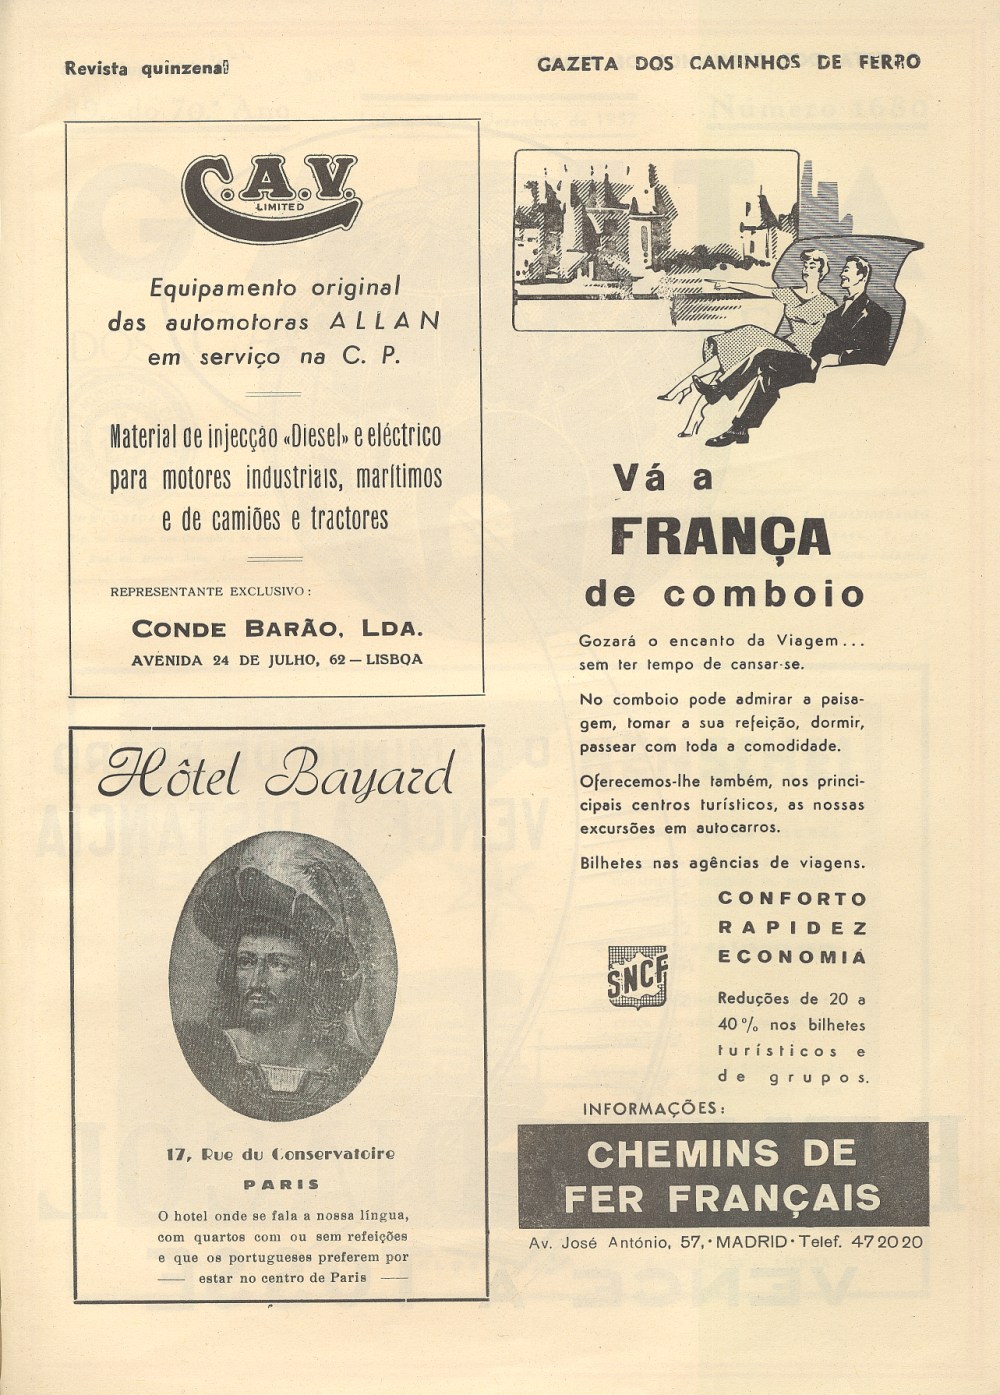 Revista quinzenal
GAZETA DOS CAMINHOS DE FERRO
C.A.V.
LIMITED
Equipamento original
das automotoras ALLAN
em serviço na C. P.
Material de injecção «Diesel» e eléctrico
para motores industriais, marítimos
e de camiões e tractores
REPRESENTANTE EXCLUSIVO:
CONDE BARÃO, LDA.
AVENIDA 24 DE JULHO, 62 — LISBOA
Hôtel Bayard
17, Rue du Conservatoire
PARIS
O hotel onde se fala a nossa língua,
com quartos com ou sem refeições
e que os portugueses preferem por
estar no centro de Paris
Vá a
FRANÇA
de comboio
Gozará o encanto da Viagem...
sem ter tempo de cansar-se.
No comboio pode admirar a paisa-
gem, tomar a sua refeição, dormir,
passear com toda a comodidade.
Oferecemos-lhe também, nos princi-
cipais centros turísticos, as nossas
excursões em autocarros.
Bilhetes nas agências de viagens.
CONFORTO
RAPIDEZ
ECONOMIA
SNCF
Reduções de 20 a
40% nos bilhetes
turísticos e
de grupos.
INFORMAÇÕES:
CHEMINS DE
FER FRANÇAIS
Av. José António, 57, · MADRID · Telef. 47 20 20